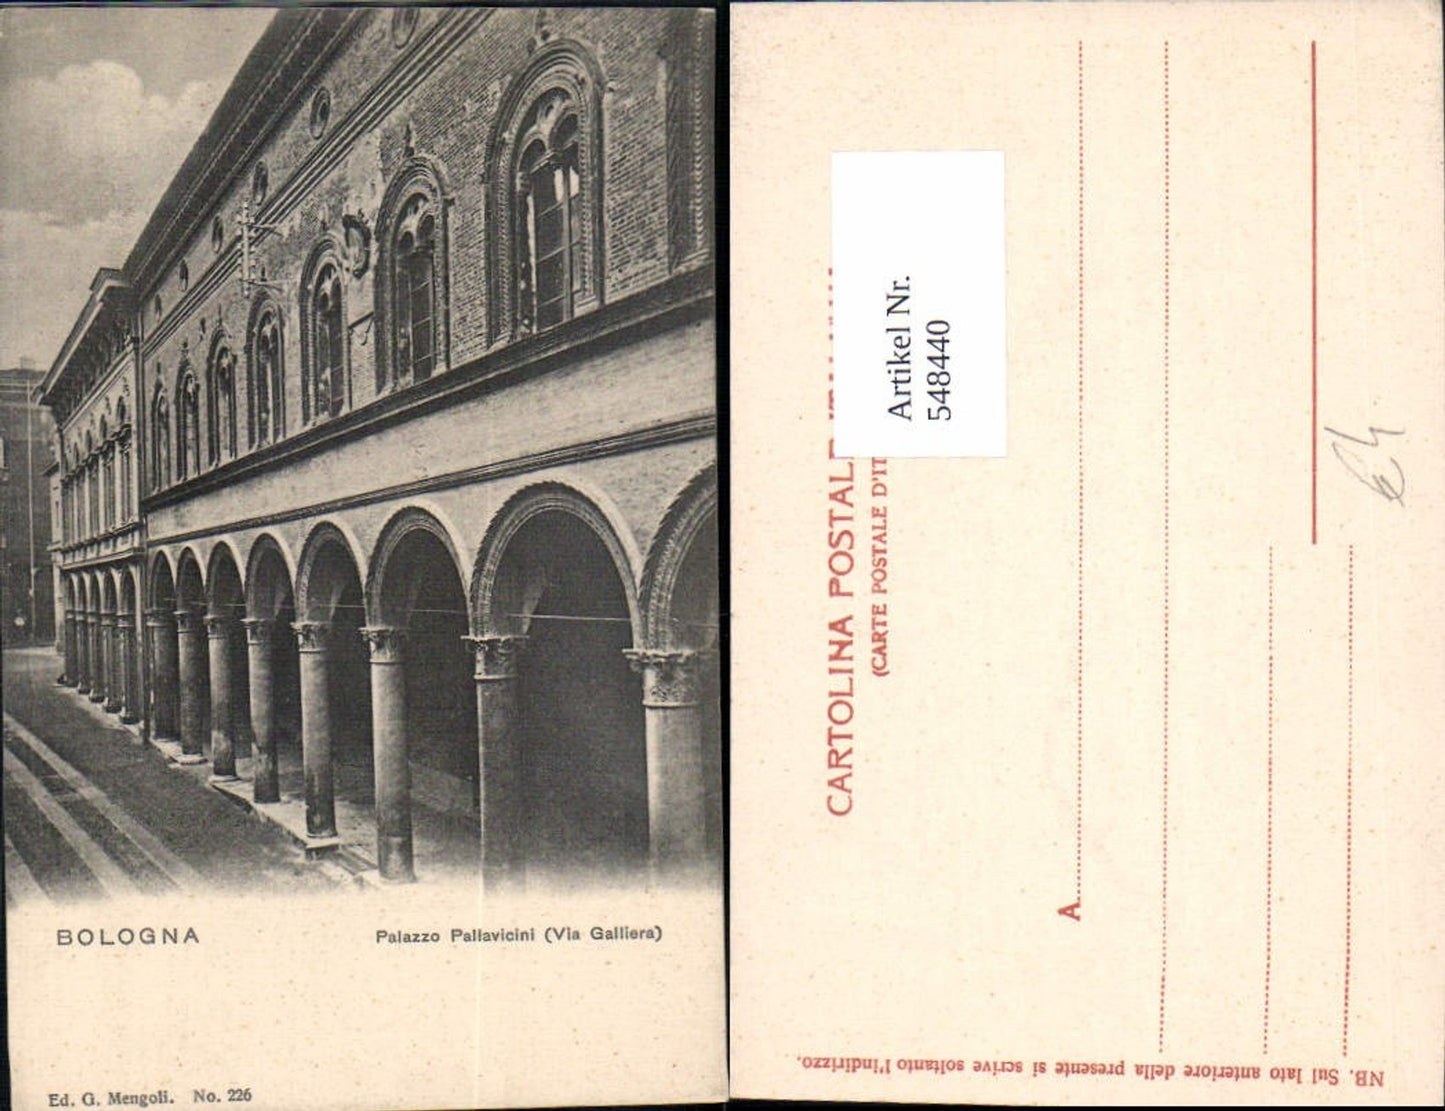 BOLOGNA
Palazzo Pallavicini (Via Galliera)
Ed. G. Mengoli. No. 226
CARTOLINA POSTALE
(CARTE POSTALE
Artikel Nr.
548440
A
NB. Sul lato anteriore della presente si scrive soltanto l'indirizzo.